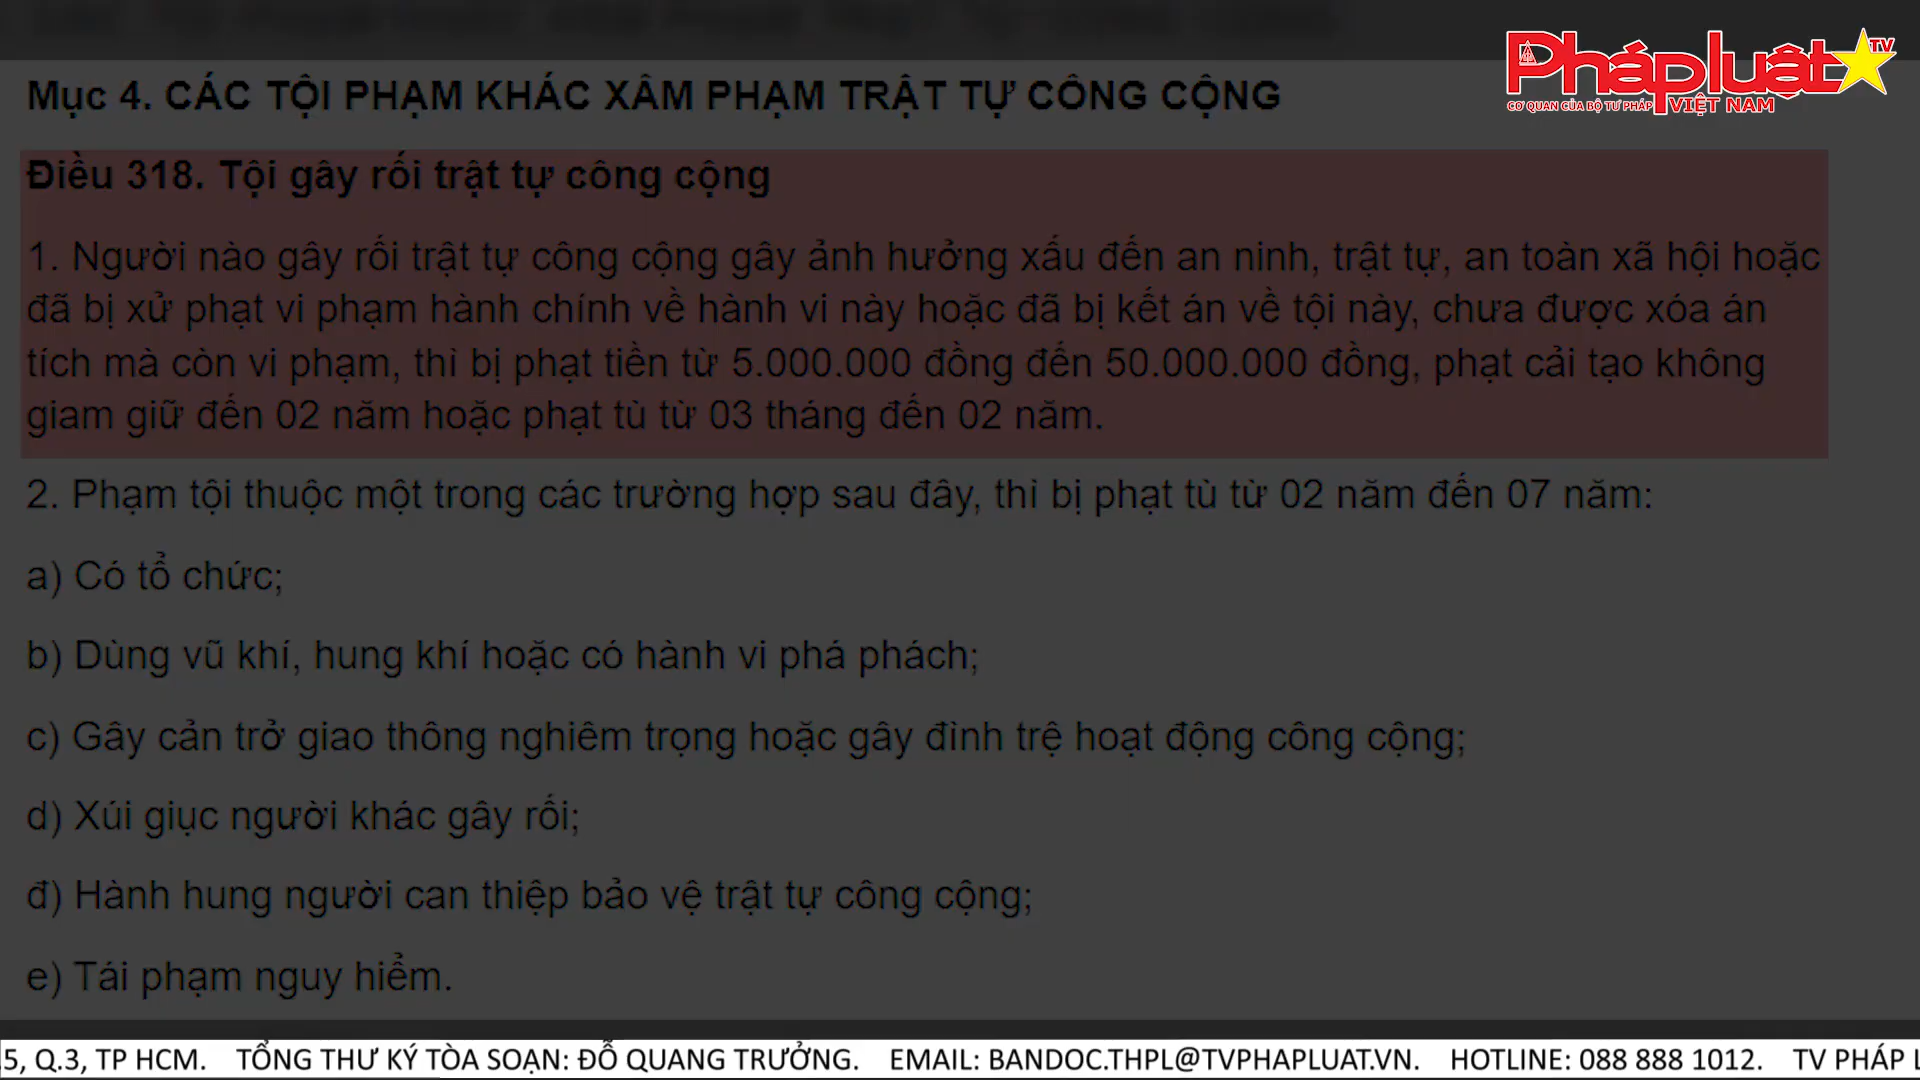 Pháp luật TV
CƠ QUAN CỦA BỘ TƯ PHÁP VIỆT NAM
Mục 4. CÁC TỘI PHẠM KHÁC XÂM PHẠM TRẬT TỰ CÔNG CỘNG
Điều 318. Tội gây rối trật tự công cộng
1. Người nào gây rối trật tự công cộng gây ảnh hưởng xấu đến an ninh, trật tự, an toàn xã hội hoặc
đã bị xử phạt vi phạm hành chính về hành vi này hoặc đã bị kết án về tội này, chưa được xóa án
tích mà còn vi phạm, thì bị phạt tiền từ 5.000.000 đồng đến 50.000.000 đồng, phạt cải tạo không
giam giữ đến 02 năm hoặc phạt tù từ 03 tháng đến 02 năm.
2. Phạm tội thuộc một trong các trường hợp sau đây, thì bị phạt tù từ 02 năm đến 07 năm:
a) Có tổ chức;
b) Dùng vũ khí, hung khí hoặc có hành vi phá phách;
c) Gây cản trở giao thông nghiêm trọng hoặc gây đình trệ hoạt động công cộng;
d) Xúi giục người khác gây rối;
đ) Hành hung người can thiệp bảo vệ trật tự công cộng;
e) Tái phạm nguy hiểm.
5, Q.3, TP HCM. TỔNG THƯ KÝ TÒA SOẠN: ĐỖ QUANG TRƯỞNG. EMAIL: BANDOC.THPL@TVPHAPLUAT.VN. HOTLINE: 088 888 1012. TV PHÁP L